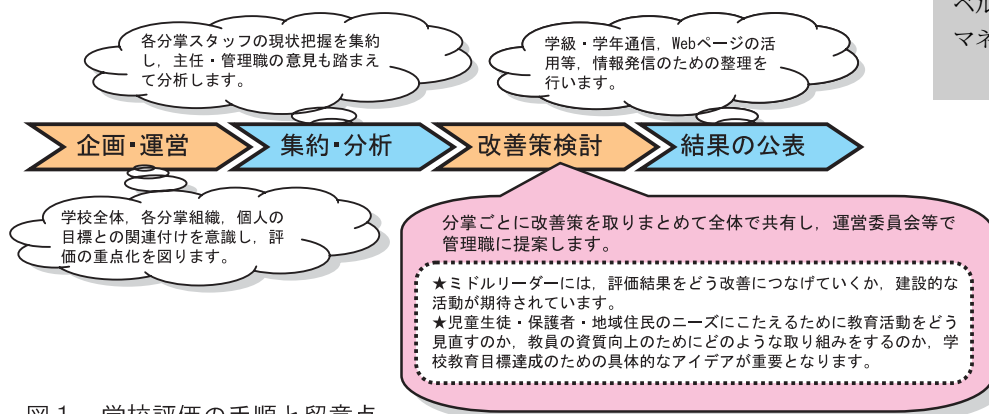 ベル
マネ
各分掌スタッフの現状把握を集約
し，主任・管理職の意見も踏まえ
て分析します。
学級・学年通信，Webページの活
用等，情報発信のための整理を
行います。
企画・運営
集約・分析
改善策検討
結果の公表
学校全体，各分掌組織，個人の
目標との関連付けを意識し，評
価の重点化を図ります。
分掌ごとに改善策を取りまとめて全体で共有し，運営委員会等で
管理職に提案します。
★ミドルリーダーには，評価結果をどう改善につなげていくか，建設的な
活動が期待されています。
★児童生徒・保護者・地域住民のニーズにこたえるために教育活動をどう
見直すのか，教員の資質向上のためにどのような取り組みをするのか，学
校教育目標達成のための具体的なアイデアが重要となります。
図１　学校評価の手順と留意点